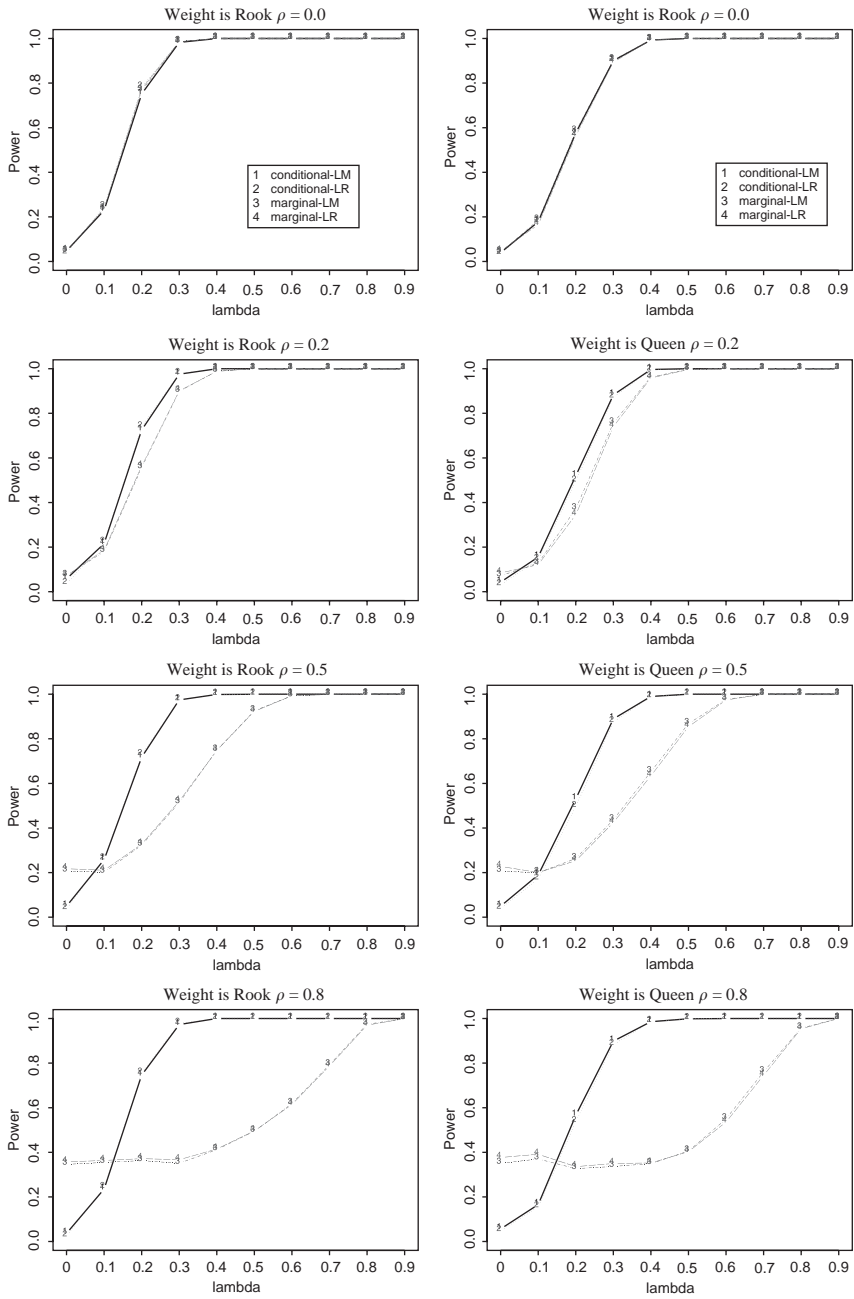 Weight is Rook ρ = 0.0
Power
0.0 0.2 0.4 0.6 0.8 1.0
1 conditional-LM
2 conditional-LR
3 marginal-LM
4 marginal-LR
0 0.1 0.2 0.3 0.4 0.5 0.6 0.7 0.8 0.9
lambda
Weight is Rook ρ = 0.0
Power
0.0 0.2 0.4 0.6 0.8 1.0
1 conditional-LM
2 conditional-LR
3 marginal-LM
4 marginal-LR
0 0.1 0.2 0.3 0.4 0.5 0.6 0.7 0.8 0.9
lambda
Weight is Rook ρ = 0.2
Power
0.0 0.2 0.4 0.6 0.8 1.0
0 0.1 0.2 0.3 0.4 0.5 0.6 0.7 0.8 0.9
lambda
Weight is Queen ρ = 0.2
Power
0.0 0.2 0.4 0.6 0.8 1.0
0 0.1 0.2 0.3 0.4 0.5 0.6 0.7 0.8 0.9
lambda
Weight is Rook ρ = 0.5
Power
0.0 0.2 0.4 0.6 0.8 1.0
0 0.1 0.2 0.3 0.4 0.5 0.6 0.7 0.8 0.9
lambda
Weight is Queen ρ = 0.5
Power
0.0 0.2 0.4 0.6 0.8 1.0
0 0.1 0.2 0.3 0.4 0.5 0.6 0.7 0.8 0.9
lambda
Weight is Rook ρ = 0.8
Power
0.0 0.2 0.4 0.6 0.8 1.0
0 0.1 0.2 0.3 0.4 0.5 0.6 0.7 0.8 0.9
lambda
Weight is Queen ρ = 0.8
Power
0.0 0.2 0.4 0.6 0.8 1.0
0 0.1 0.2 0.3 0.4 0.5 0.6 0.7 0.8 0.9
lambda